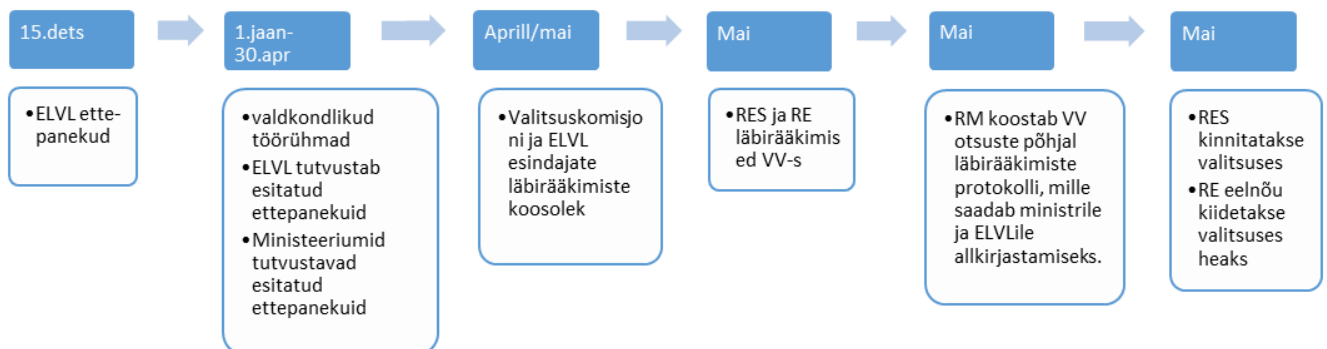 15.dets
•ELVL ette-
panekud
1.jaan-
30.apr
•valdkondlikud
töörühmad
•ELVL tutvustab
esitatud
ettepanekuid
•Ministeeriumid
tutvustavad
esitatud
ettepanekuid
Aprill/mai
•Valitsuskomisjo
ni ja ELVL
esindajate
läbirääkimiste
koosolek
Mai
•RES ja RE
läbirääkimis
ed VV-s
Mai
•RM koostab VV
otsuste põhjal
läbirääkimiste
protokolli, mille
saadab ministrile
ja ELVLile
allkirjastamiseks.
Mai
•RES
kinnitatakse
valitsuses
•RE eelnõu
kiidetakse
valitsuses
heaks